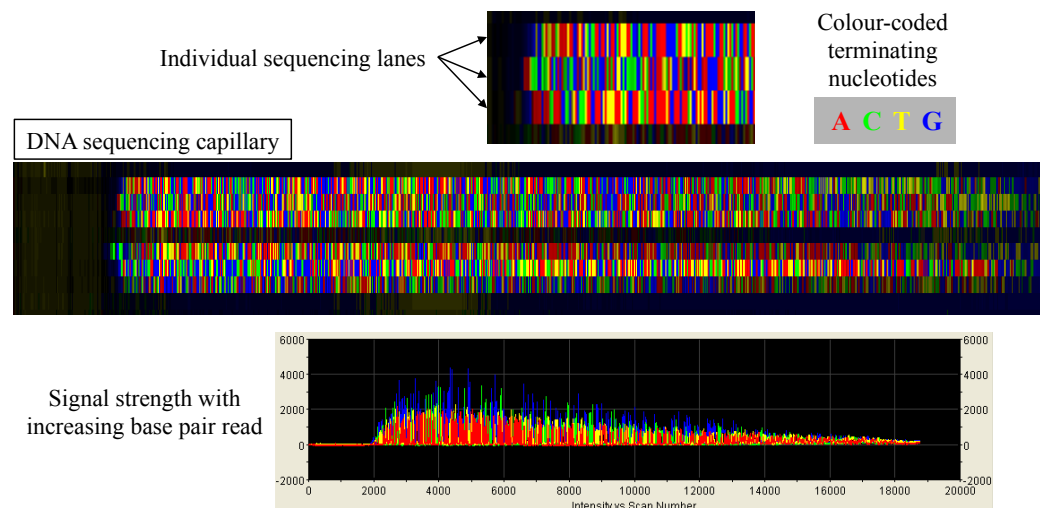 Individual sequencing lanes
Colour-coded
terminating
nucleotides
A C T G
DNA sequencing capillary
Signal strength with
increasing base pair read
6000
4000
2000
0
-2000
6000
4000
2000
0
-2000
0 2000 4000 6000 8000 10000 12000 14000 16000 18000 20000
Intensity vs Scan Number